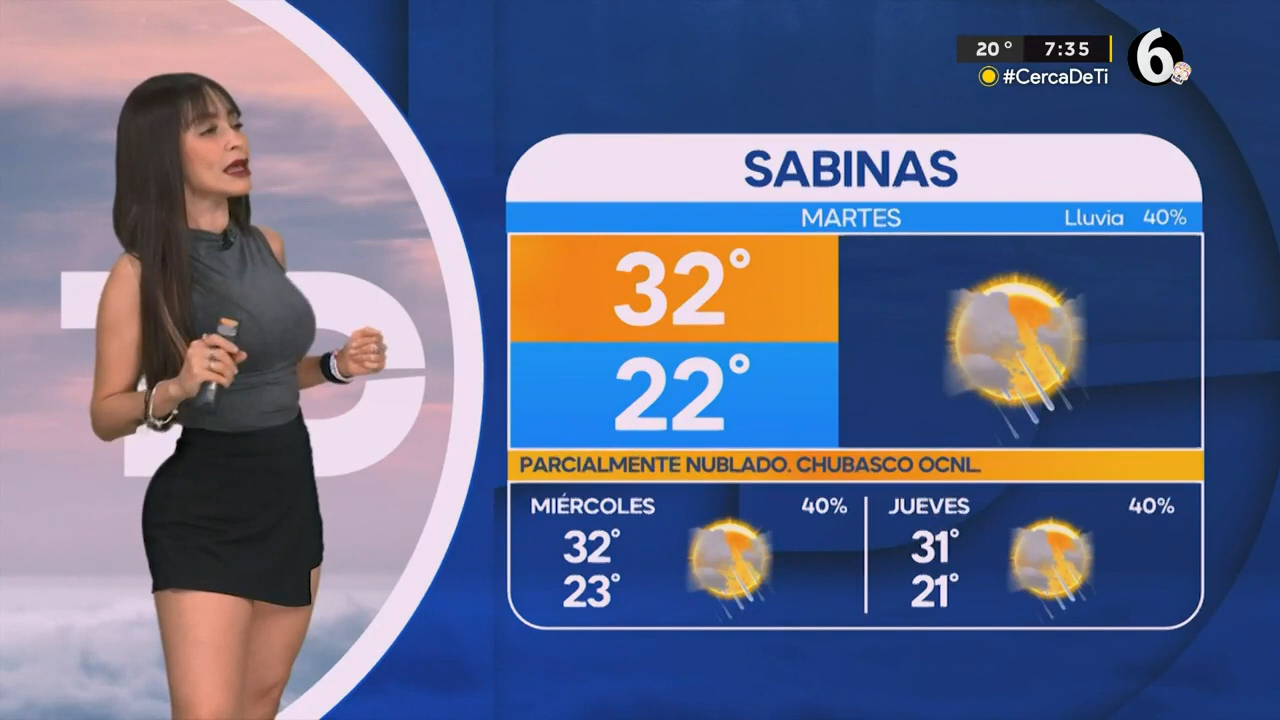 20° 7:35
#CercaDeTi
6
SABINAS
MARTES Lluvia 40%
32°
22°
PARCIALMENTE NUBLADO. CHUBASCO OCNL.
MIÉRCOLES 40%
32°
23°
JUEVES 40%
31°
21°